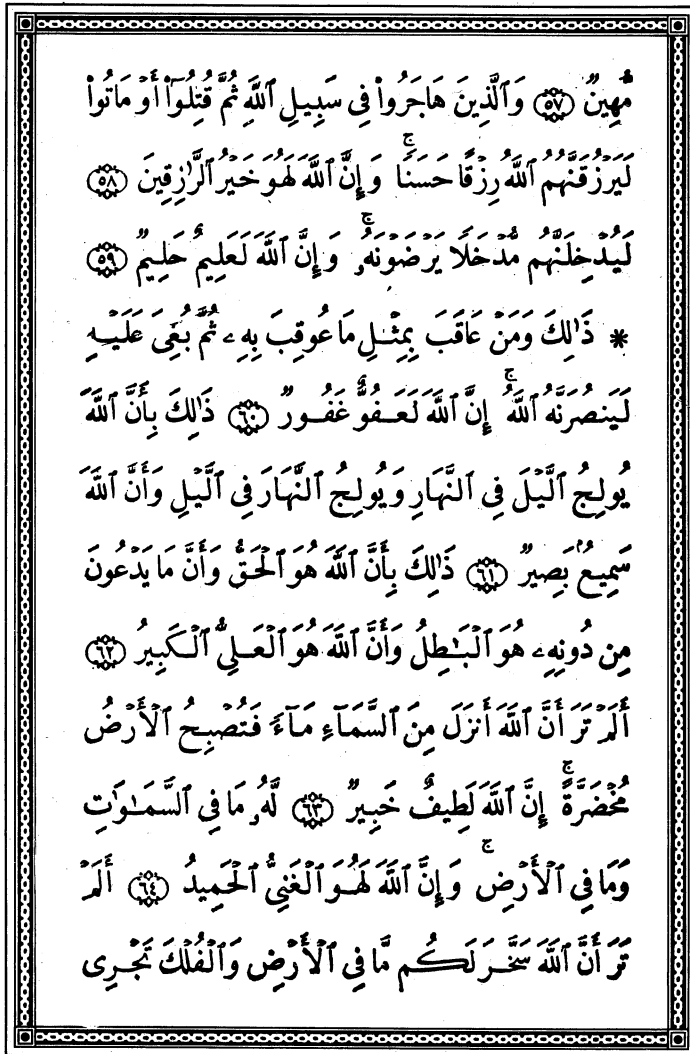 مُّهِينٌ ٥٧ وَٱلَّذِينَ هَاجَرُوا۟ فِى سَبِيلِ ٱللَّهِ ثُمَّ قُتِلُوٓا۟ أَوْ مَاتُوا۟
لَيَرْزُقَنَّهُمُ ٱللَّهُ رِزْقًا حَسَنًا ۚ وَإِنَّ ٱللَّهَ لَهُوَ خَيْرُ ٱلرَّٰزِقِينَ ٥٨
لَيُدْخِلَنَّهُم مُّدْخَلًا يَرْضَوْنَهُۥ ۚ وَإِنَّ ٱللَّهَ لَعَلِيمٌ حَلِيمٌ ٥٩
* ذَٰلِكَ وَمَنْ عَاقَبَ بِمِثْلِ مَا عُوقِبَ بِهِۦ ثُمَّ بُغِىَ عَلَيْهِ
لَيَنصُرَنَّهُ ٱللَّهُ ۚ إِنَّ ٱللَّهَ لَعَفُوٌّ غَفُورٌ ٦٠ ذَٰلِكَ بِأَنَّ ٱللَّهَ
يُولِجُ ٱلَّيْلَ فِى ٱلنَّهَارِ وَيُولِجُ ٱلنَّهَارَ فِى ٱلَّيْلِ وَأَنَّ ٱللَّهَ
سَمِيعٌۢ بَصِيرٌ ٦١ ذَٰلِكَ بِأَنَّ ٱللَّهَ هُوَ ٱلْحَقُّ وَأَنَّ مَا يَدْعُونَ
مِن دُونِهِۦ هُوَ ٱلْبَٰطِلُ وَأَنَّ ٱللَّهَ هُوَ ٱلْعَلِىُّ ٱلْكَبِيرُ ٦٢
أَلَمْ تَرَ أَنَّ ٱللَّهَ أَنزَلَ مِنَ ٱلسَّمَآءِ مَآءً فَتُصْبِحُ ٱلْأَرْضُ
مُخْضَرَّةً ۚ إِنَّ ٱللَّهَ لَطِيفٌ خَبِيرٌ ٦٣ لَّهُۥ مَا فِى ٱلسَّمَٰوَٰتِ
وَمَا فِى ٱلْأَرْضِ ۚ وَإِنَّ ٱللَّهَ لَهُوَ ٱلْغَنِىُّ ٱلْحَمِيدُ ٦٤ أَلَمْ
تَرَ أَنَّ ٱللَّهَ سَخَّرَ لَكُم مَّا فِى ٱلْأَرْضِ وَٱلْفُلْكَ تَجْرِى